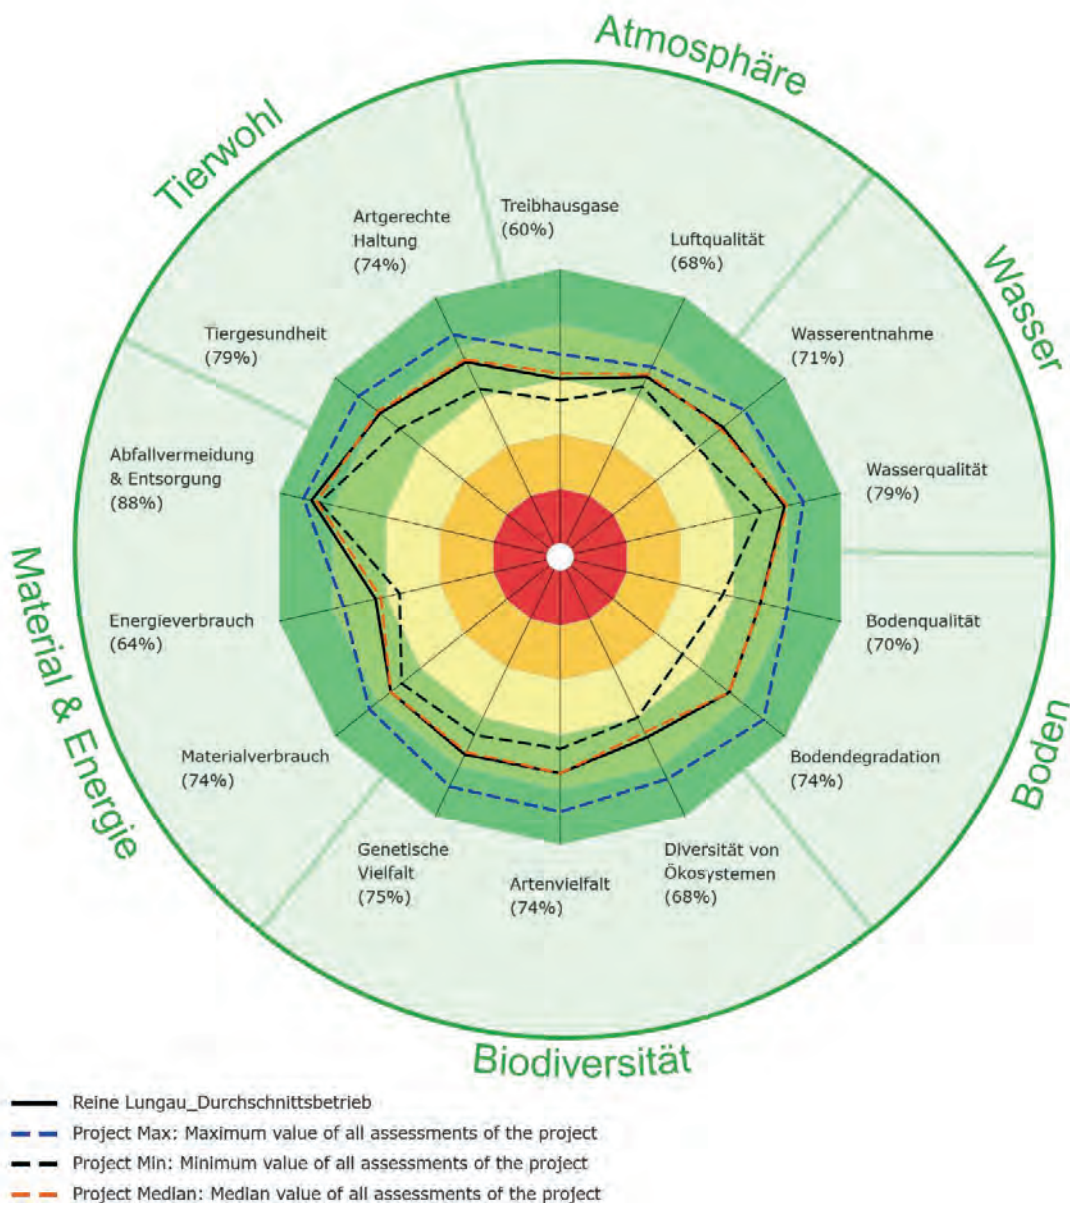 Atmosphäre
Tierwohl
Wasser
Boden
Biodiversität
Material & Energie
Treibhausgase
(60%)
Luftqualität
(68%)
Wasserentnahme
(71%)
Wasserqualität
(79%)
Bodenqualität
(70%)
Bodendegradation
(74%)
Diversität von
Ökosystemen
(68%)
Artenvielfalt
(74%)
Genetische
Vielfalt
(75%)
Materialverbrauch
(74%)
Energieverbrauch
(64%)
Abfallvermeidung
& Entsorgung
(88%)
Tiergesundheit
(79%)
Artgerechte
Haltung
(74%)
Reine Lungau_Durchschnittsbetrieb
Project Max: Maximum value of all assessments of the project
Project Min: Minimum value of all assessments of the project
Project Median: Median value of all assessments of the project